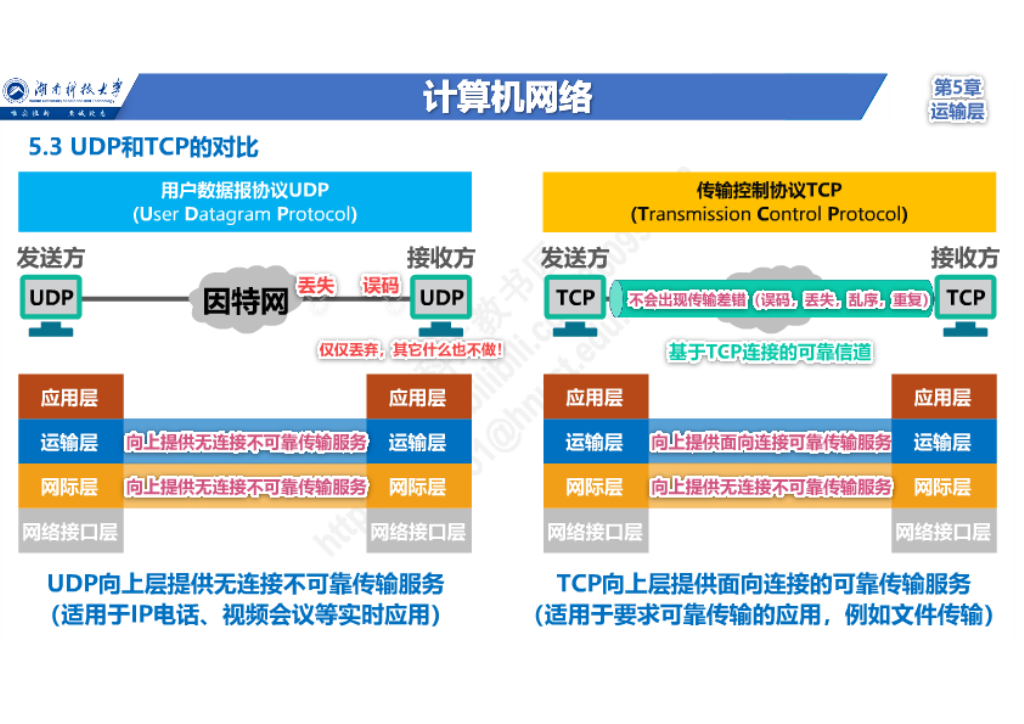 湖南科技大学
计算机网络
第5章
运输层
5.3 UDP和TCP的对比
用户数据报协议UDP
(User Datagram Protocol)
发送方
接收方
UDP
因特网
丢失
误码
UDP
仅仅丢弃，其它什么也不做！
应用层
应用层
运输层
向上提供无连接不可靠传输服务
运输层
网际层
向上提供无连接不可靠传输服务
网际层
网络接口层
网络接口层
UDP向上层提供无连接不可靠传输服务
（适用于IP电话、视频会议等实时应用）
传输控制协议TCP
(Transmission Control Protocol)
发送方
接收方
TCP
不会出现传输差错（误码，丢失，乱序，重复）
TCP
基于TCP连接的可靠信道
应用层
应用层
运输层
向上提供面向连接可靠传输服务
运输层
网际层
向上提供无连接不可靠传输服务
网际层
网络接口层
网络接口层
TCP向上层提供面向连接的可靠传输服务
（适用于要求可靠传输的应用，例如文件传输）